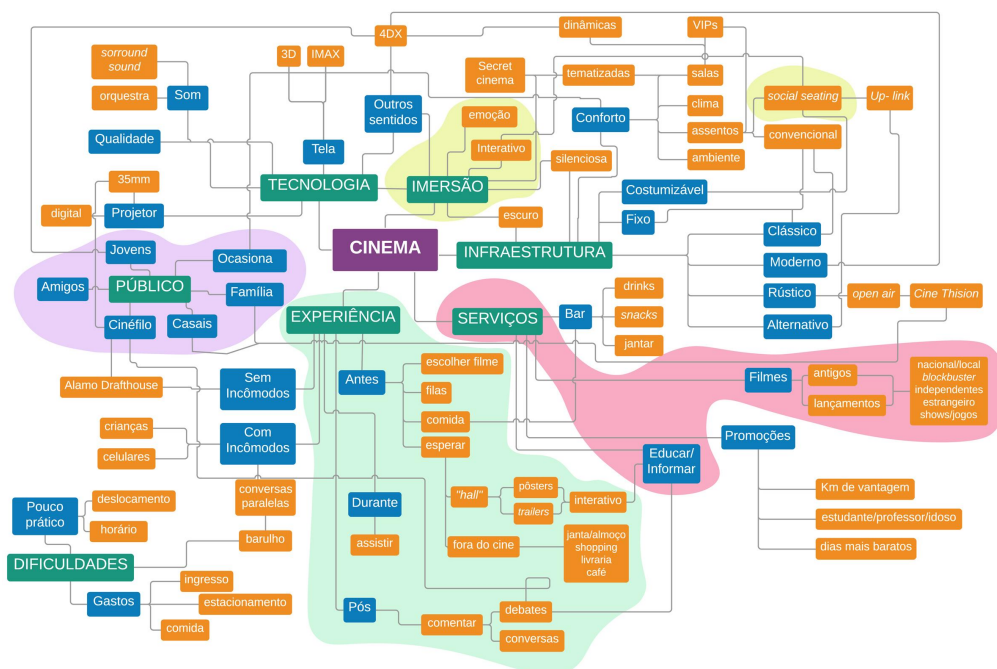 4DX
dinâmicas
VIPs
sorround
sound
3D
IMAX
Secret
cinema
tematizadas
salas
orquestra
Som
Outros
sentidos
clima
social seating
Up- link
emoção
Conforto
assentos
convencional
Qualidade
Tela
Interativo
silenciosa
ambiente
35mm
TECNOLOGIA
IMERSÃO
Costumizável
digital
Projetor
escuro
Fixo
Clássico
Jovens
Ocasiona
CINEMA
INFRAESTRUTURA
Moderno
Amigos
PÚBLICO
Família
drinks
Rústico
open air
Cine Thision
Cinéfilo
Casais
EXPERIÊNCIA
SERVIÇOS
Bar
snacks
Alternativo
jantar
Alamo Drafthouse
Sem
Incômodos
Antes
escolher filme
filas
Filmes
antigos
lançamentos
nacional/local
blockbuster
independentes
estrangeiro
shows/jogos
crianças
celulares
Com
Incômodos
comida
esperar
Educar/
Informar
Promoções
deslocamento
Pouco
prático
horário
conversas
paralelas
Durante
"hall"
pôsters
trailers
interativo
Km de vantagem
estudante/professor/idoso
barulho
assistir
fora do cine
janta/almoço
shopping
livraria
café
dias mais baratos
DIFICULDADES
ingresso
Gastos
estacionamento
comida
Pós
comentar
debates
conversas